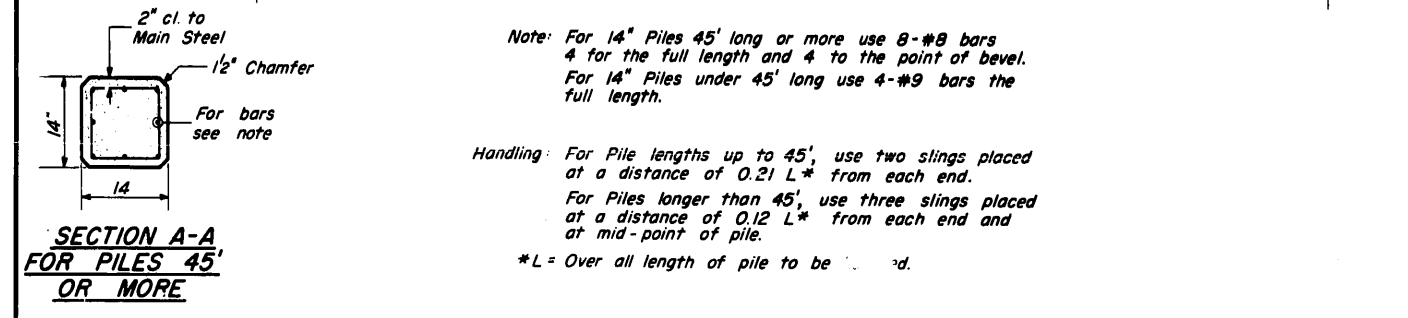 2" cl. to
Main Steel
1½" Chamfer
For bars
see note
14"
14
SECTION A-A
FOR PILES 45'
OR MORE
Note: For 14" Piles 45' long or more use 8-#8 bars
4 for the full length and 4 to the point of bevel.
For 14" Piles under 45' long use 4-#9 bars the
full length.
Handling: For Pile lengths up to 45', use two slings placed
at a distance of 0.21 L* from each end.
For Piles longer than 45', use three slings placed
at a distance of 0.12 L* from each end and
at mid-point of pile.
*L = Over all length of pile to be